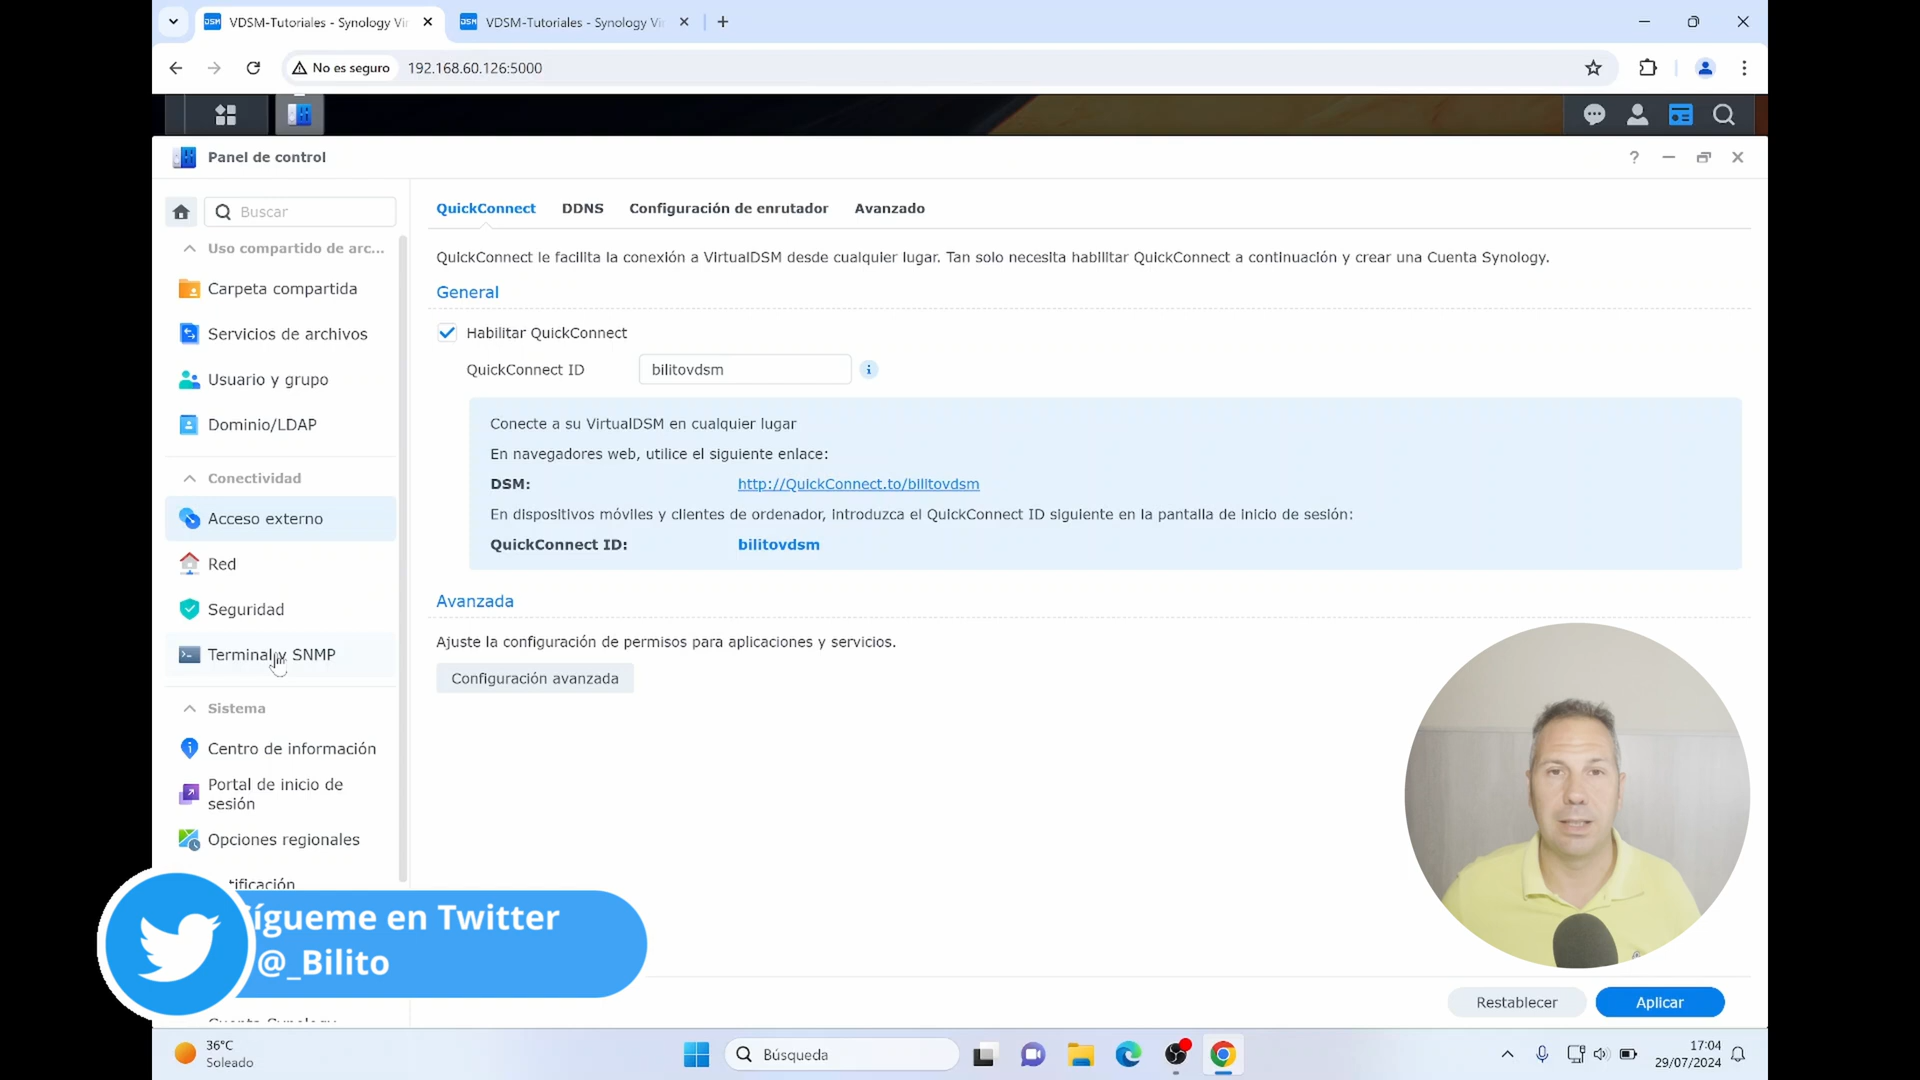 VDSM-Tutoriales - Synology Vir
VDSM-Tutoriales - Synology Vir
No es seguro
192.168.60.126:5000
Panel de control
Buscar
Uso compartido de arc...
Carpeta compartida
Servicios de archivos
Usuario y grupo
Dominio/LDAP
Conectividad
Acceso externo
Red
Seguridad
Terminal y SNMP
Sistema
Centro de información
Portal de inicio de
sesión
Opciones regionales
tificación
QuickConnect
DDNS
Configuración de enrutador
Avanzado
QuickConnect le facilita la conexión a VirtualDSM desde cualquier lugar. Tan solo necesita habilitar QuickConnect a continuación y crear una Cuenta Synology.
General
Habilitar QuickConnect
QuickConnect ID
bilitovdsm
Conecte a su VirtualDSM en cualquier lugar
En navegadores web, utilice el siguiente enlace:
DSM:
http://QuickConnect.to/bilitovdsm
En dispositivos móviles y clientes de ordenador, introduzca el QuickConnect ID siguiente en la pantalla de inicio de sesión:
QuickConnect ID:
bilitovdsm
Avanzada
Ajuste la configuración de permisos para aplicaciones y servicios.
Configuración avanzada
Sígueme en Twitter
@_Bilito
Restablecer
Aplicar
36°C
Soleado
Búsqueda
17:04
29/07/2024